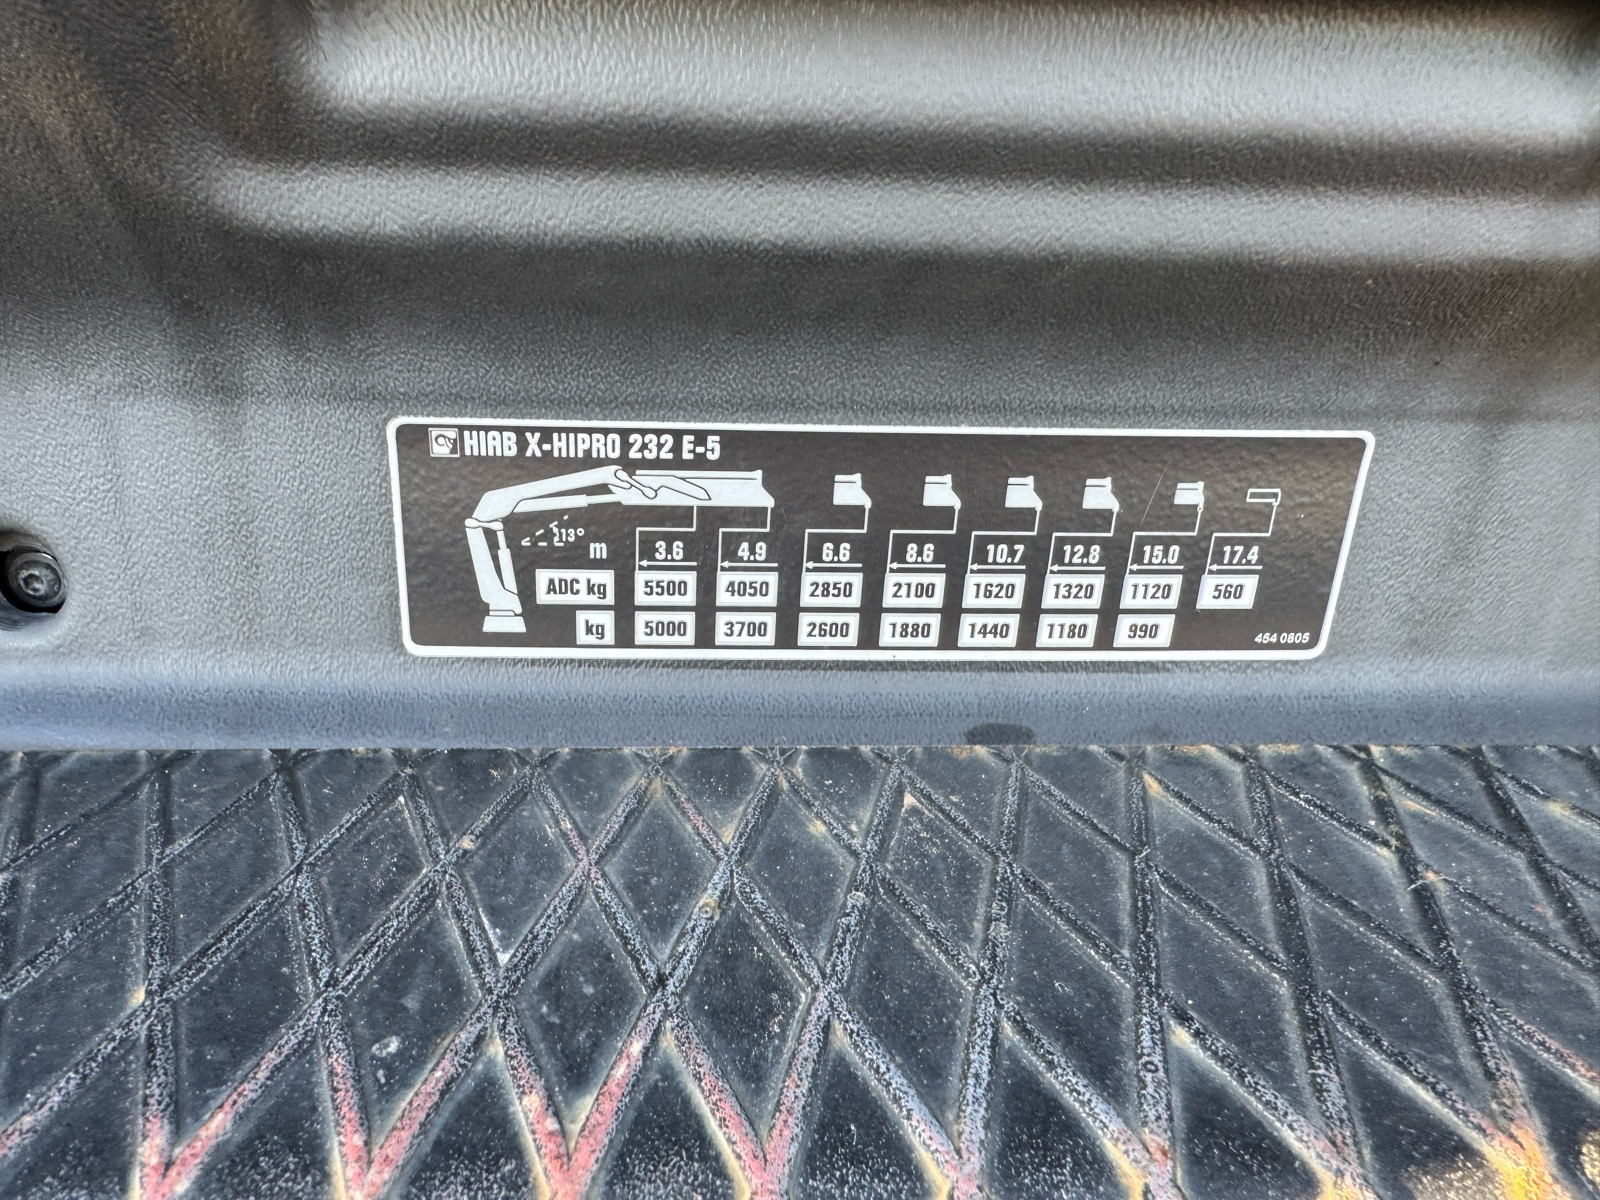 HIAB X-HIPRO 232 E-5
13°
m 3.6 4.9 6.6 8.6 10.7 12.8 15.0 17.4
ADC kg 5500 4050 2850 2100 1620 1320 1120 560
kg 5000 3700 2600 1880 1440 1180 990
454 0805